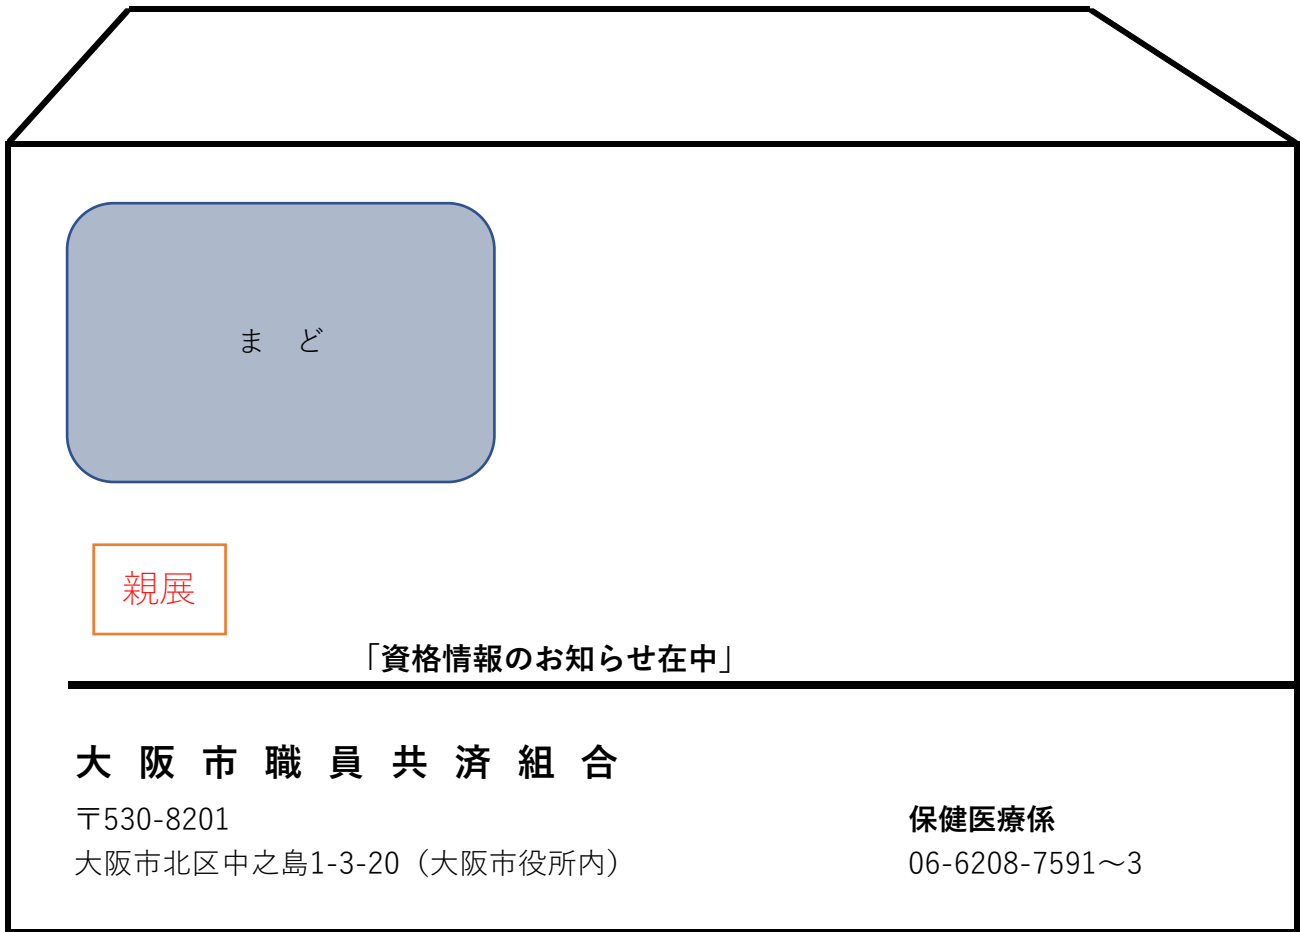 ま　ど
親展
「資格情報のお知らせ在中」
大阪市職員共済組合
〒530-8201
大阪市北区中之島1-3-20（大阪市役所内）
保健医療係
06-6208-7591～3